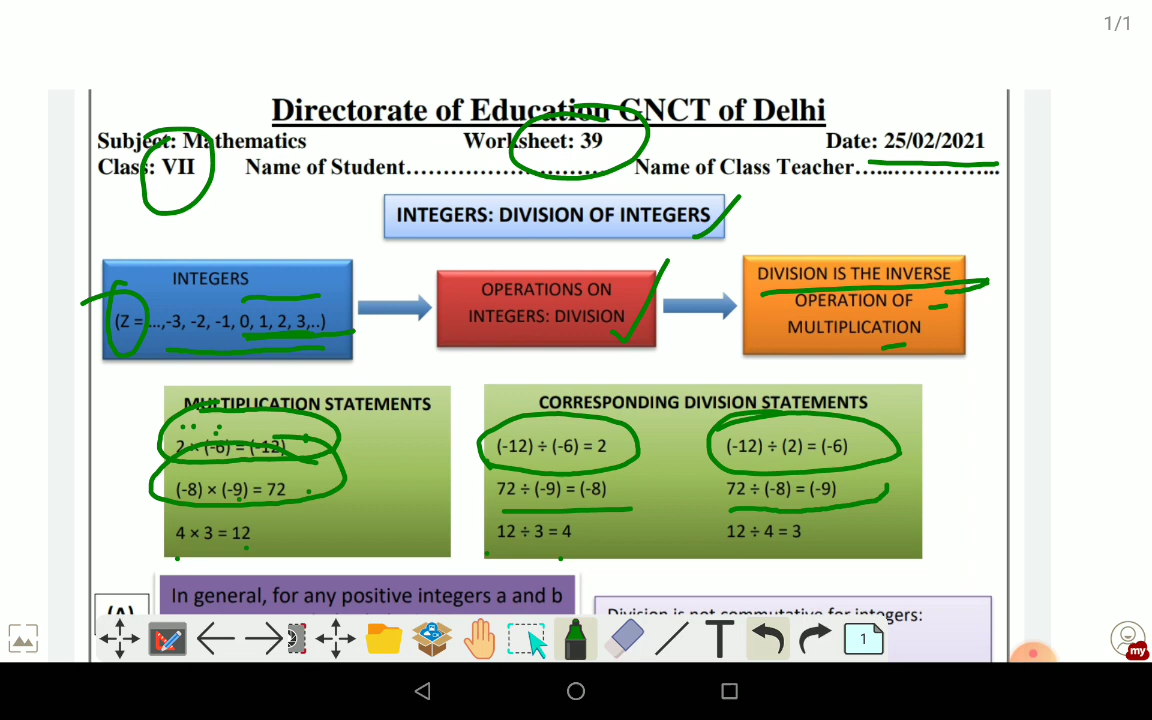 1/1
Directorate of Education GNCT of Delhi
Subject: Mathematics Worksheet: 39 Date: 25/02/2021
Class: VII Name of Student………………………… Name of Class Teacher…...…………...
INTEGERS: DIVISION OF INTEGERS
INTEGERS
(Z = ...,-3, -2, -1, 0, 1, 2, 3,..)
OPERATIONS ON
INTEGERS: DIVISION
DIVISION IS THE INVERSE
OPERATION OF
MULTIPLICATION
MULTIPLICATION STATEMENTS
2 × (-6) = (-12)
(-8) × (-9) = 72
4 × 3 = 12
CORRESPONDING DIVISION STATEMENTS
(-12) ÷ (-6) = 2 (-12) ÷ (2) = (-6)
72 ÷ (-9) = (-8) 72 ÷ (-8) = (-9)
12 ÷ 3 = 4 12 ÷ 4 = 3
(A)
In general, for any positive integers a and b
Division is not commutative for integers:
T
1
my